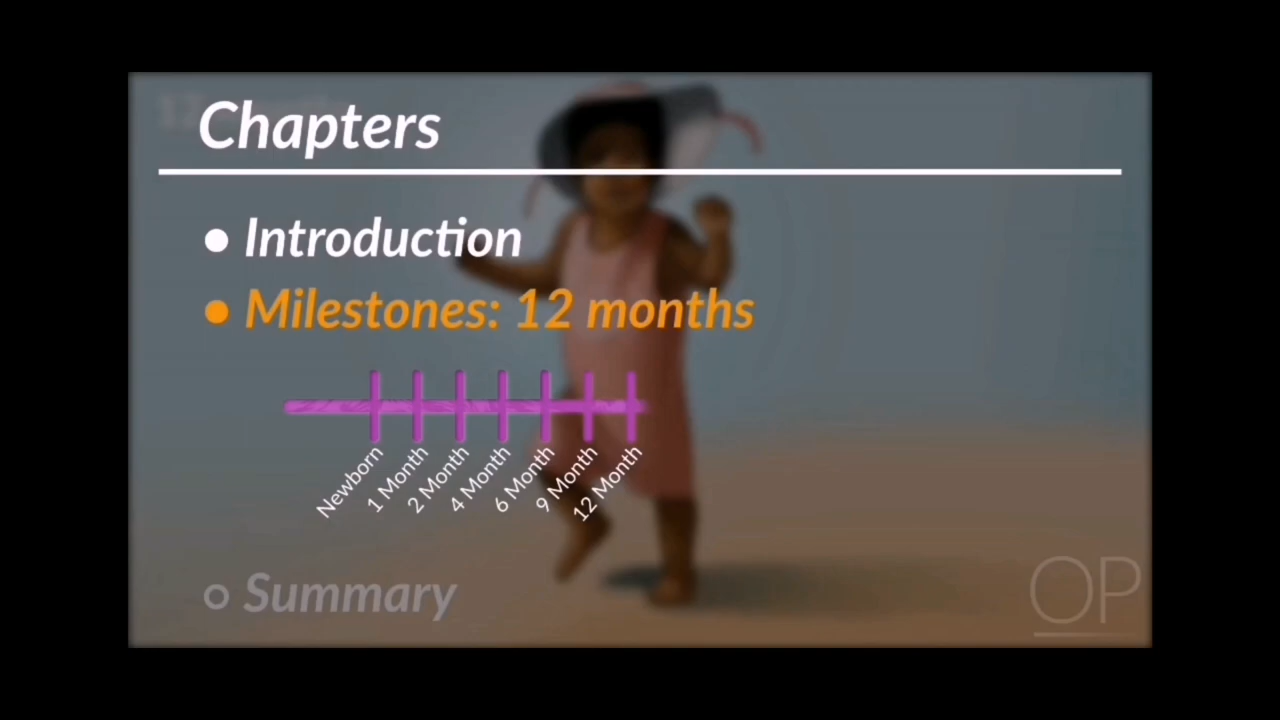 Chapters
Introduction
Milestones: 12 months
Newborn
1 Month
2 Month
4 Month
6 Month
9 Month
12 Month
Summary
OP